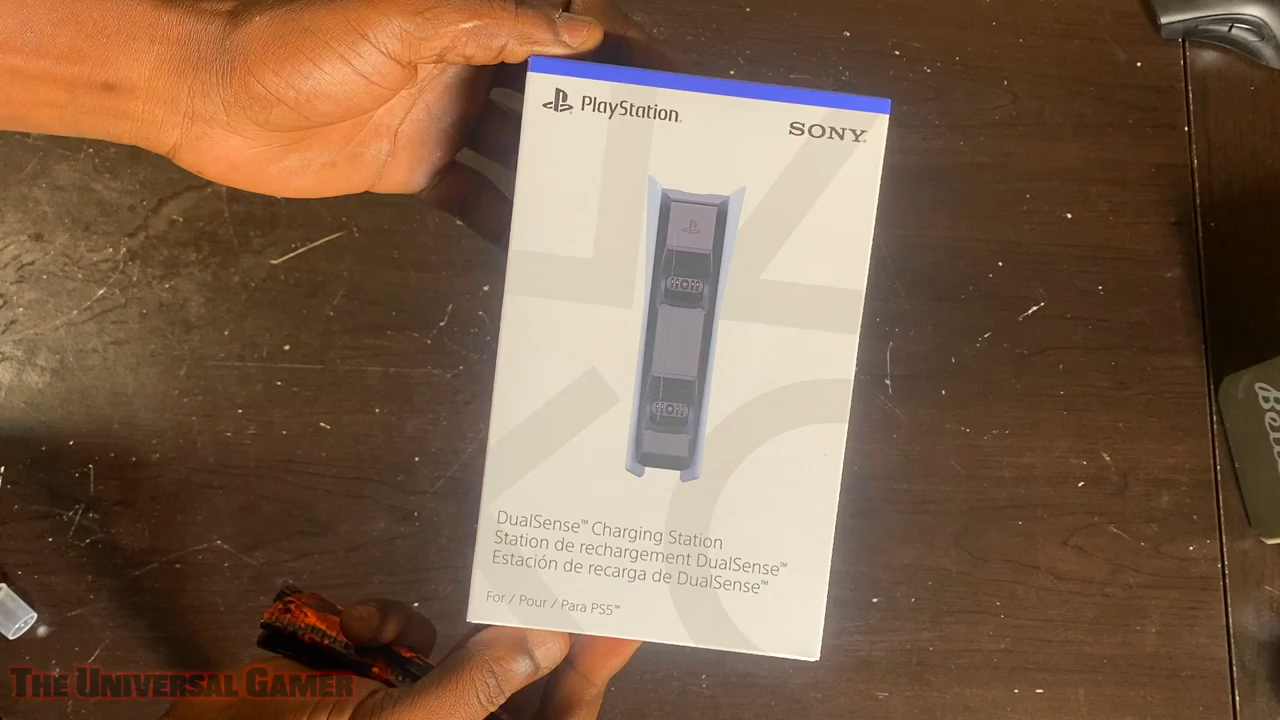 PlayStation
SONY
DualSense™ Charging Station
Station de rechargement DualSense™
Estación de recarga de DualSense™
For / Pour / Para PS5™
THE UNIVERSAL GAMER